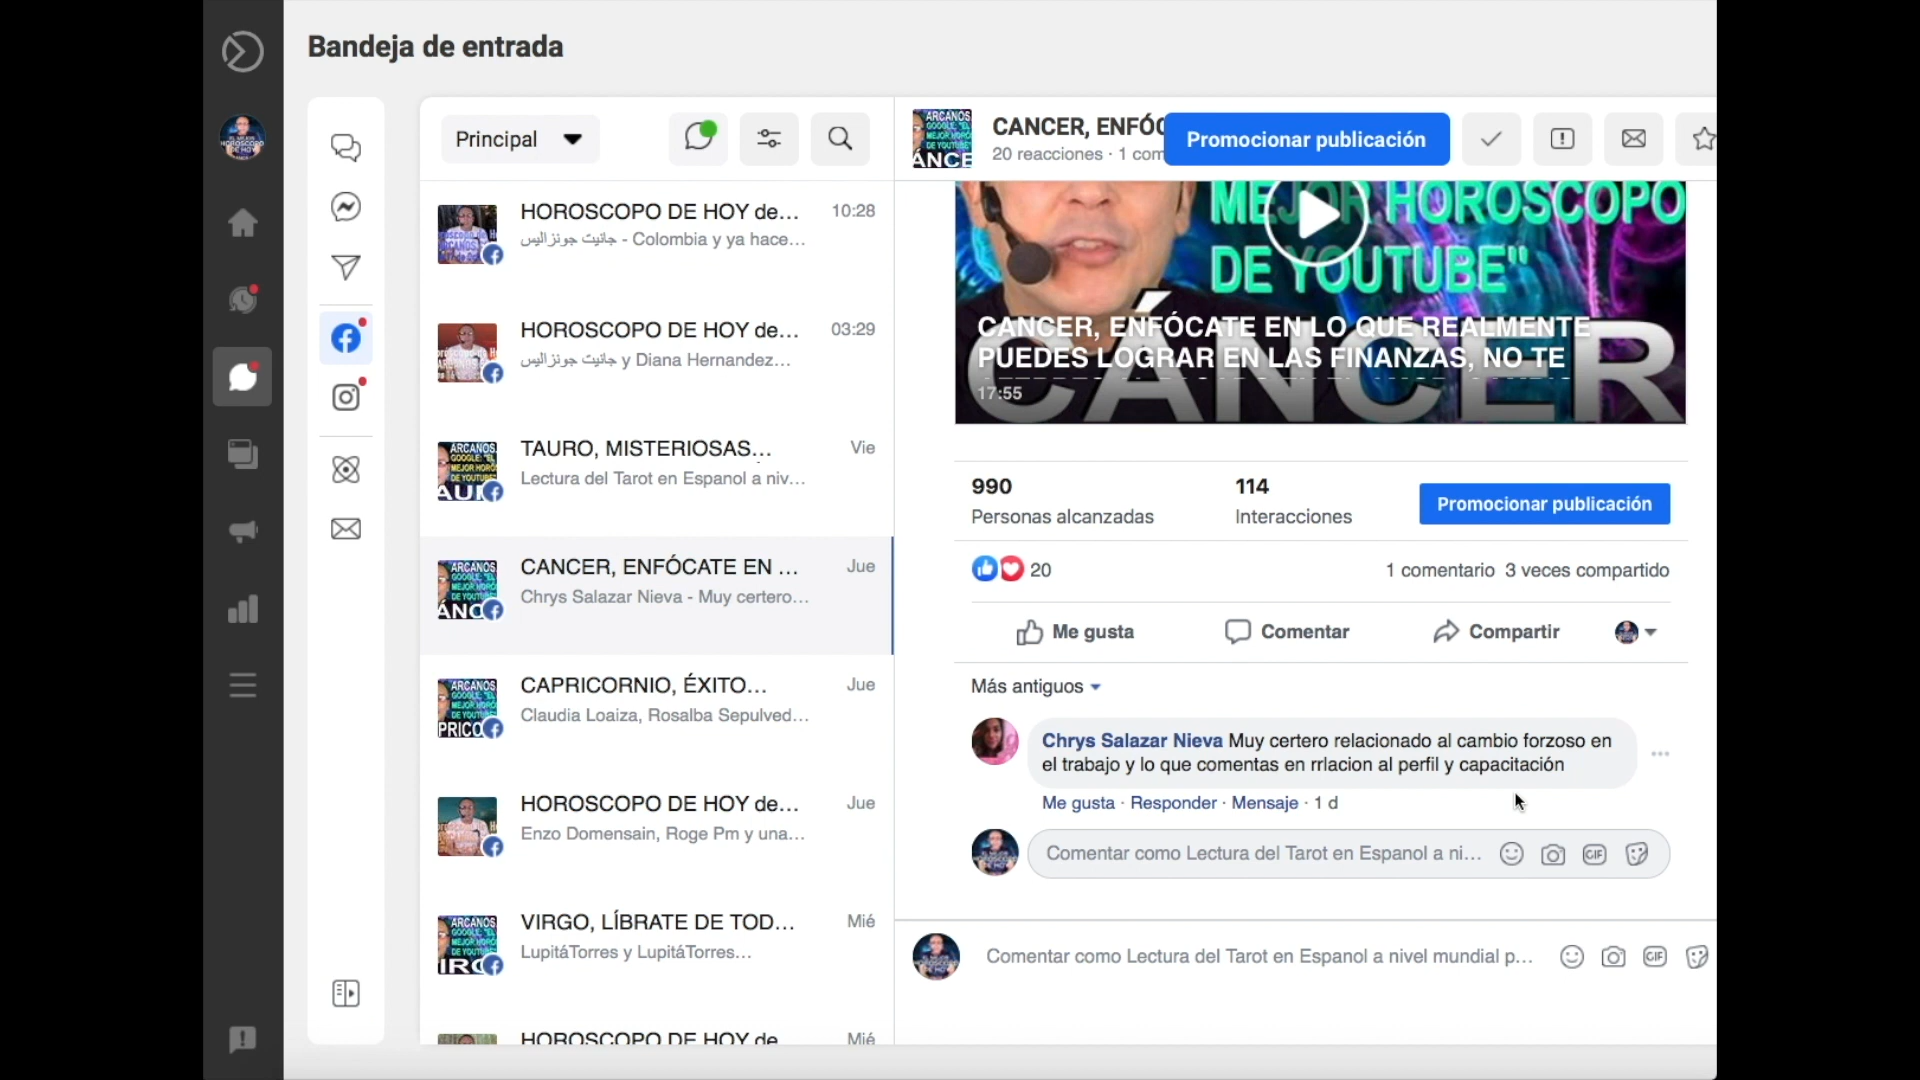 Bandeja de entrada
Principal
HOROSCOPO DE HOY de... 10:28
جانيت جونزاليس - Colombia y ya hace...
HOROSCOPO DE HOY de... 03:29
جانيت جونزاليس y Diana Hernandez...
TAURO, MISTERIOSAS... Vie
Lectura del Tarot en Espanol a niv...
CANCER, ENFÓCATE EN ... Jue
Chrys Salazar Nieva - Muy certero...
CAPRICORNIO, ÉXITO... Jue
Claudia Loaiza, Rosalba Sepulved...
HOROSCOPO DE HOY de... Jue
Enzo Domensain, Roge Pm y una...
VIRGO, LÍBRATE DE TOD... Mié
LupitáTorres y LupitáTorres...
HOROSCOPO DE HOY de Mié
CANCER, ENFÓC
20 reacciones · 1 com
Promocionar publicación
MEJOR HOROSCOPO
DE YOUTUBE"
CANCER, ENFÓCATE EN LO QUE REALMENTE
PUEDES LOGRAR EN LAS FINANZAS, NO TE
17:55
CÁNCER
990
Personas alcanzadas
114
Interacciones
Promocionar publicación
20
1 comentario 3 veces compartido
Me gusta Comentar Compartir
Más antiguos
Chrys Salazar Nieva Muy certero relacionado al cambio forzoso en
el trabajo y lo que comentas en rrlacion al perfil y capacitación
Me gusta · Responder · Mensaje · 1 d
Comentar como Lectura del Tarot en Espanol a ni...
GIF
Comentar como Lectura del Tarot en Espanol a nivel mundial p...
GIF